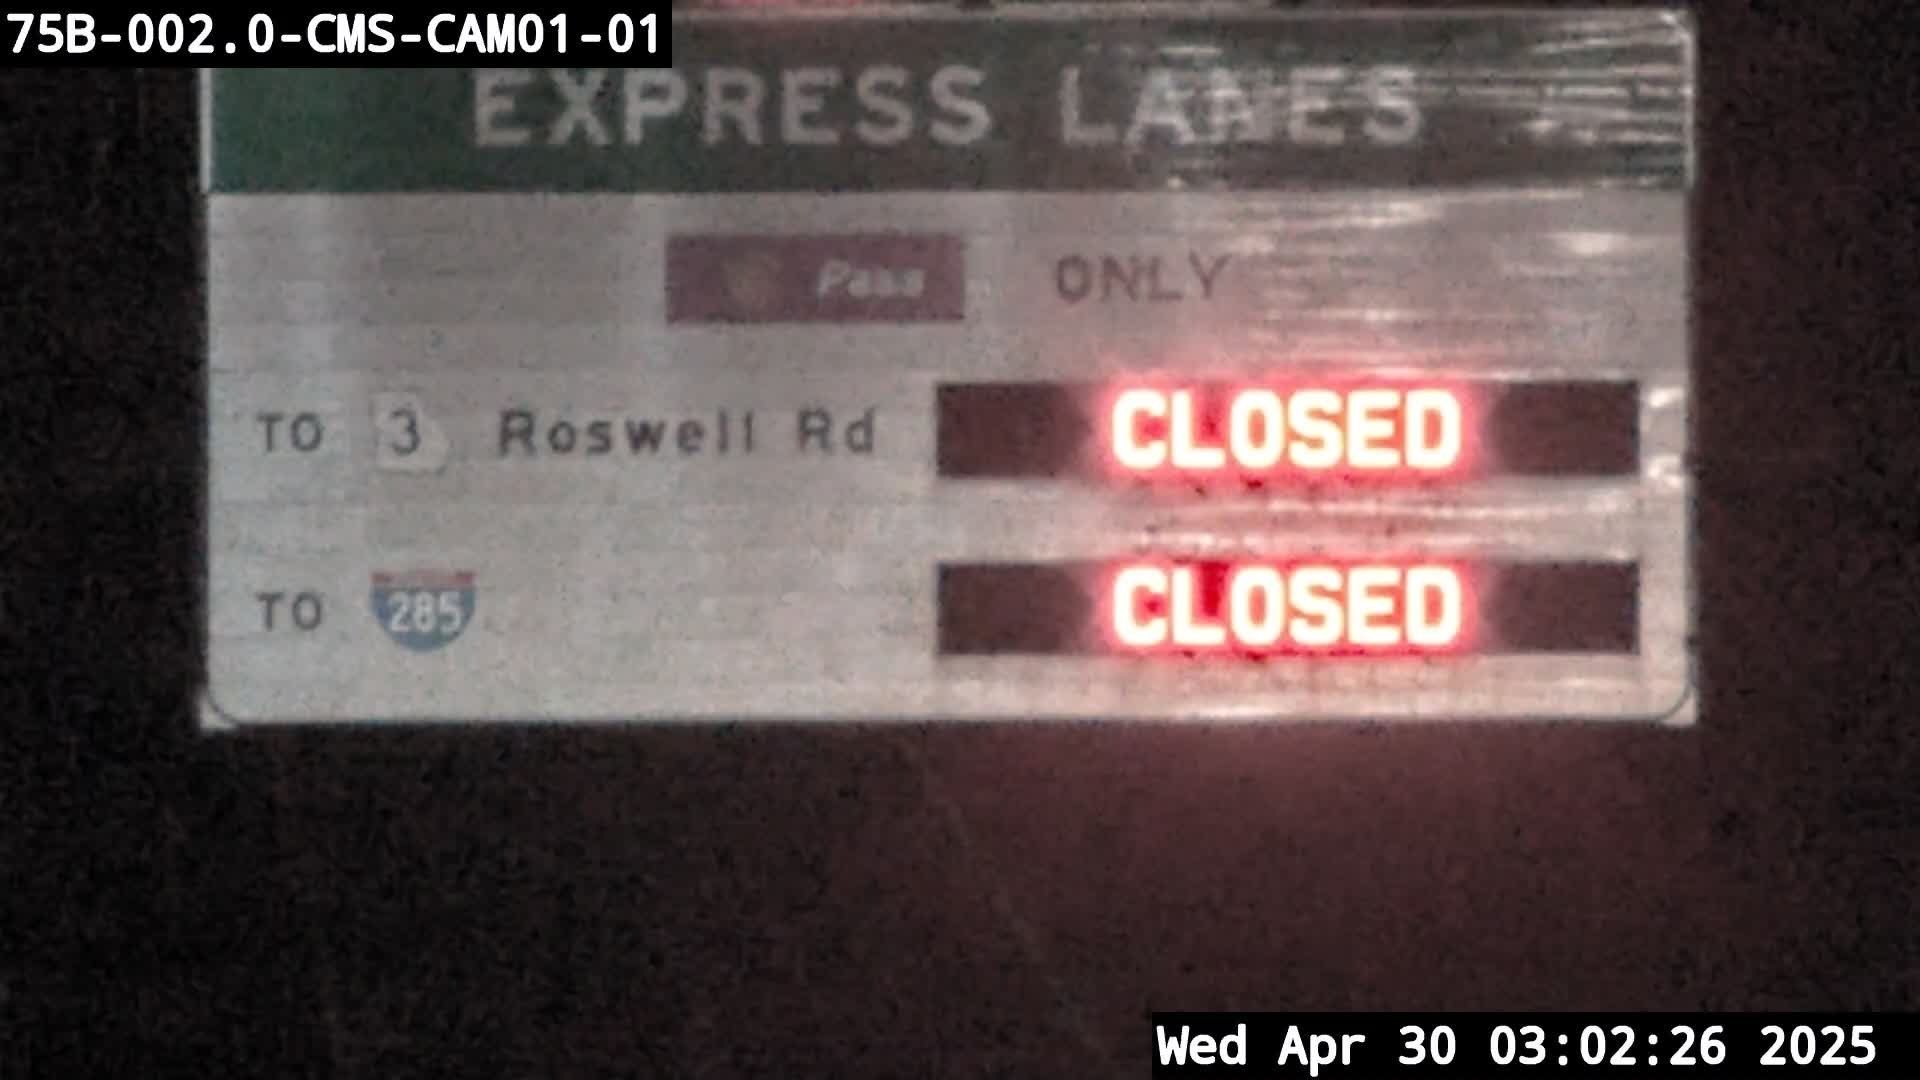 75B-002.0-CMS-CAM01-01
EXPRESS LANES
Pass ONLY
TO 3 Roswell Rd CLOSED
TO 285 CLOSED
Wed Apr 30 03:02:26 2025